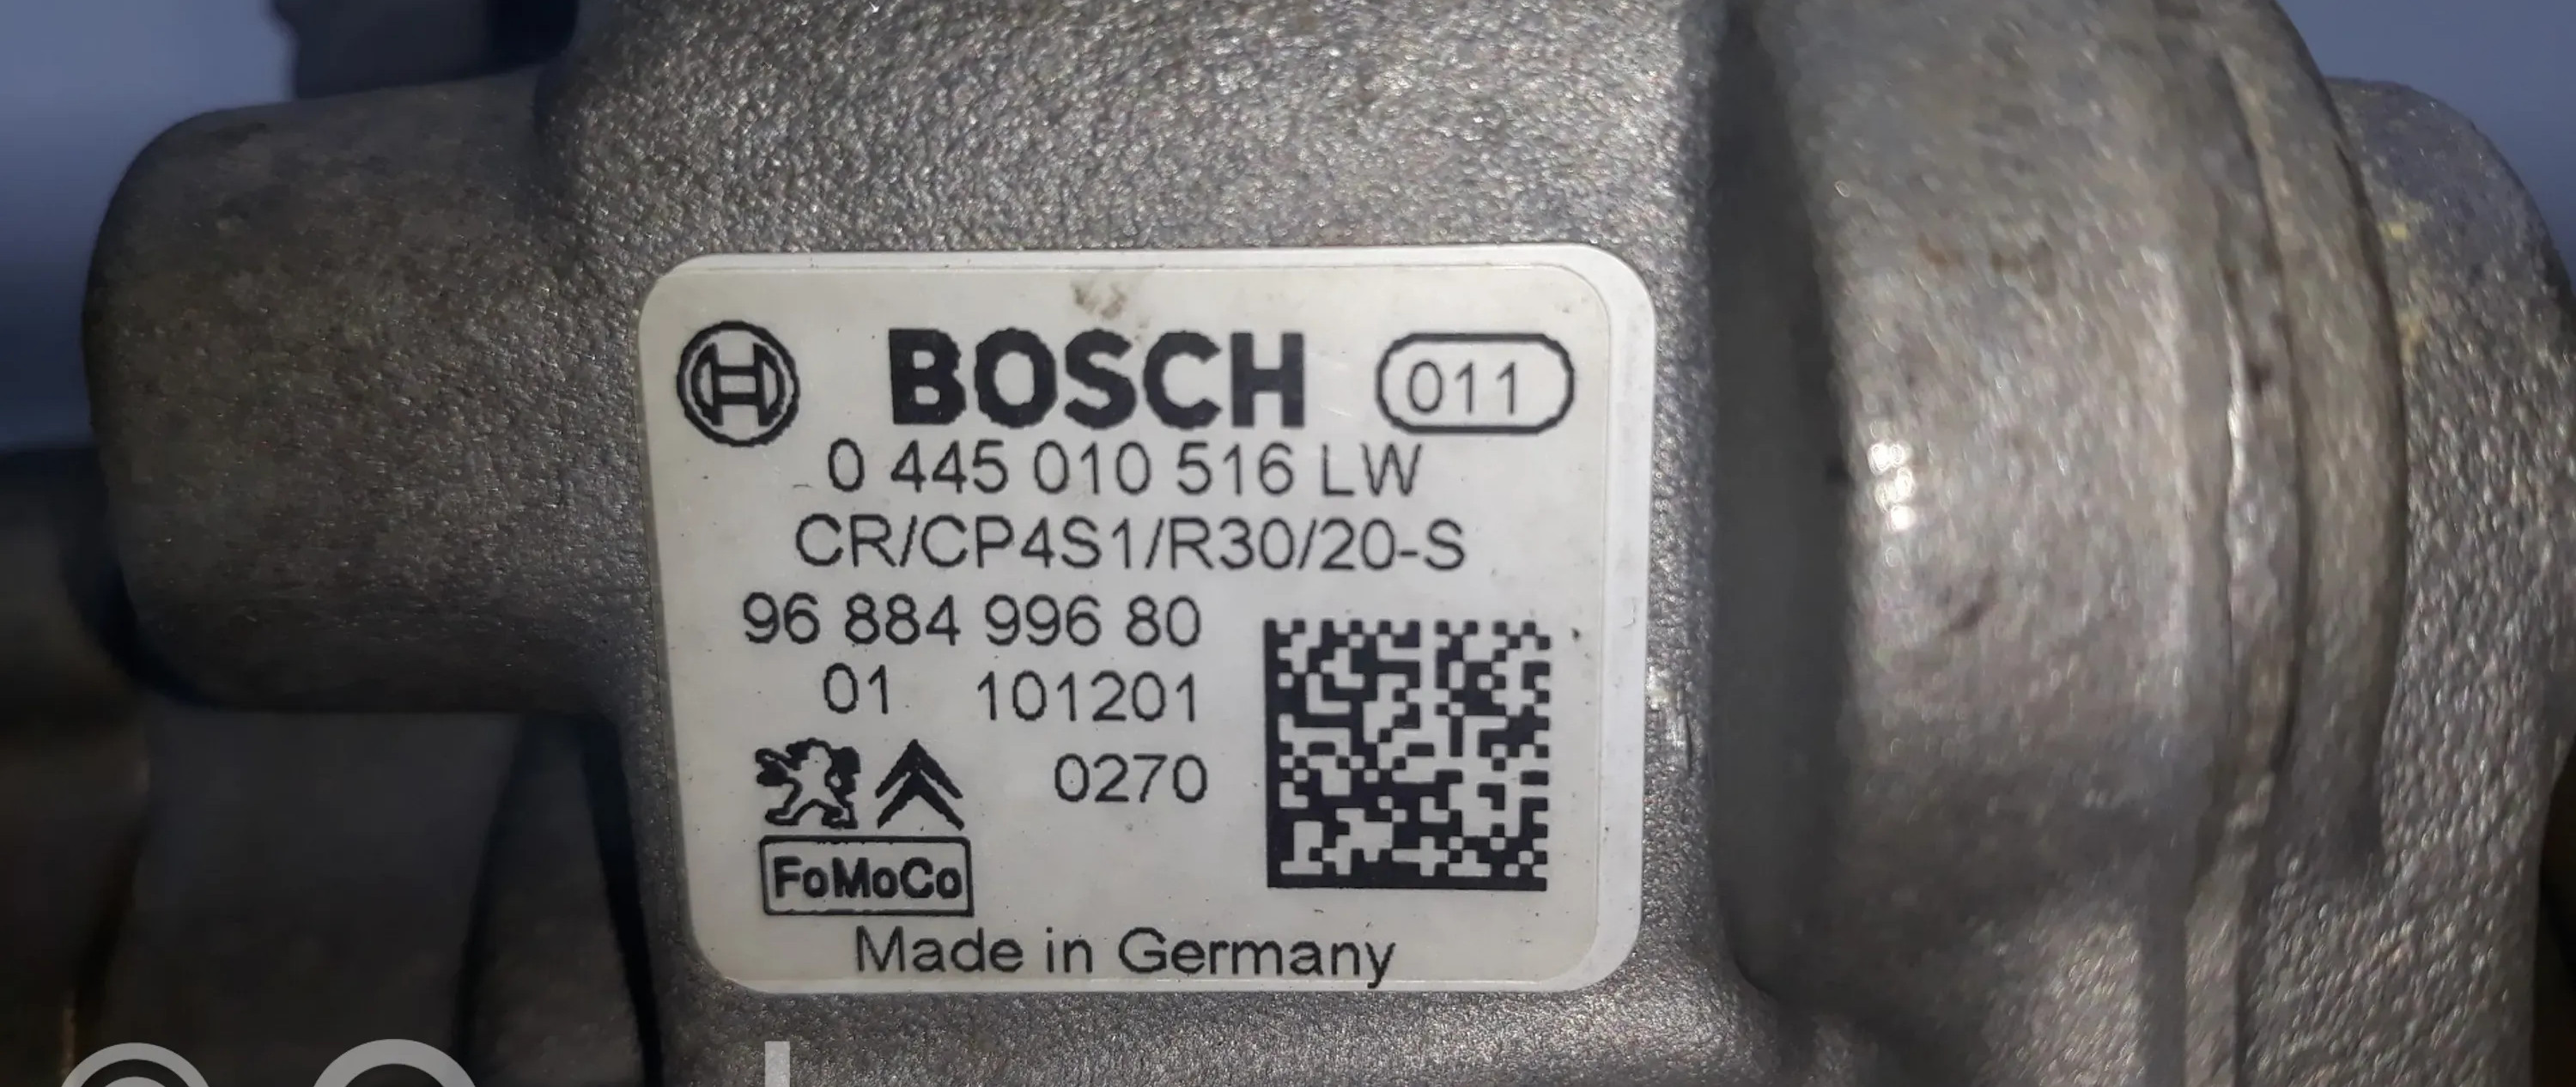 BOSCH 011
0 445 010 516 LW
CR/CP4S1/R30/20-S
96 884 996 80
01 101201
0270
FoMoCo
Made in Germany